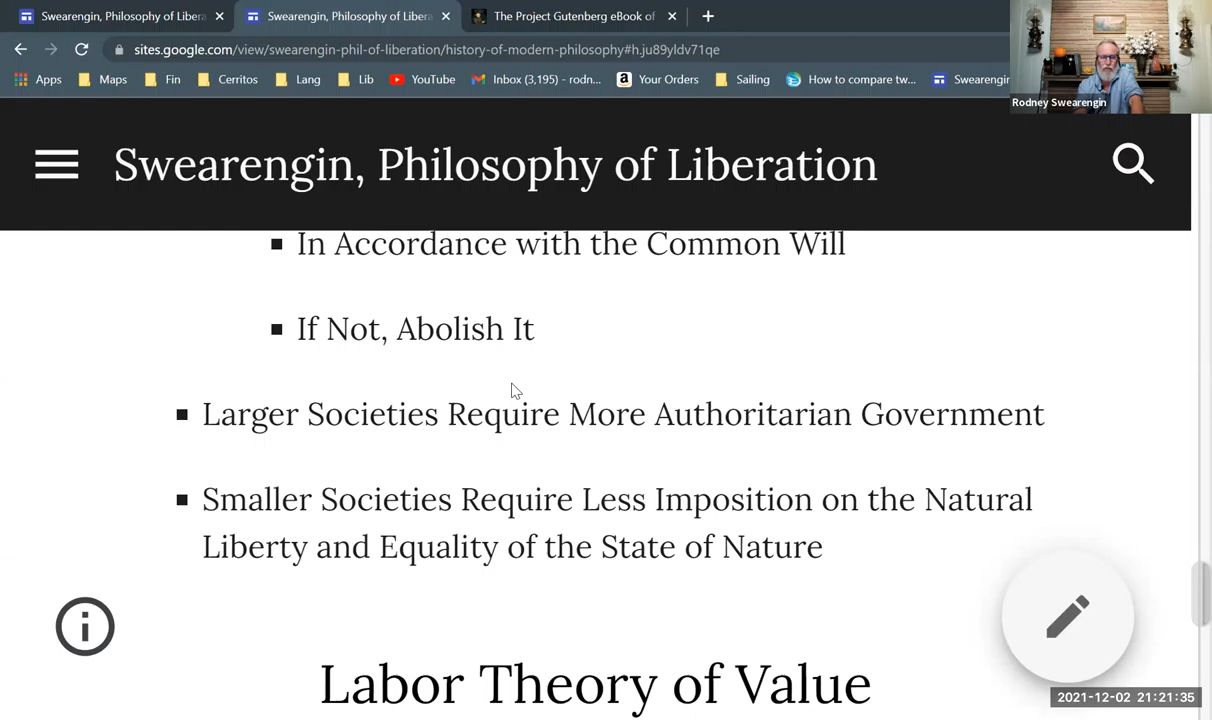 Swearengin, Philosophy of Libera
Swearengin, Philosophy of Libera
The Project Gutenberg eBook of
sites.google.com/view/swearengin-phil-of-liberation/history-of-modern-philosophy#h.ju89yldv71qe
Apps Maps Fin Cerritos Lang Lib YouTube Inbox (3,195) - rodn... Your Orders Sailing How to compare tw... Swearengin
Rodney Swearengin
Swearengin, Philosophy of Liberation
In Accordance with the Common Will
If Not, Abolish It
Larger Societies Require More Authoritarian Government
Smaller Societies Require Less Imposition on the Natural
Liberty and Equality of the State of Nature
Labor Theory of Value
2021-12-02 21:21:35